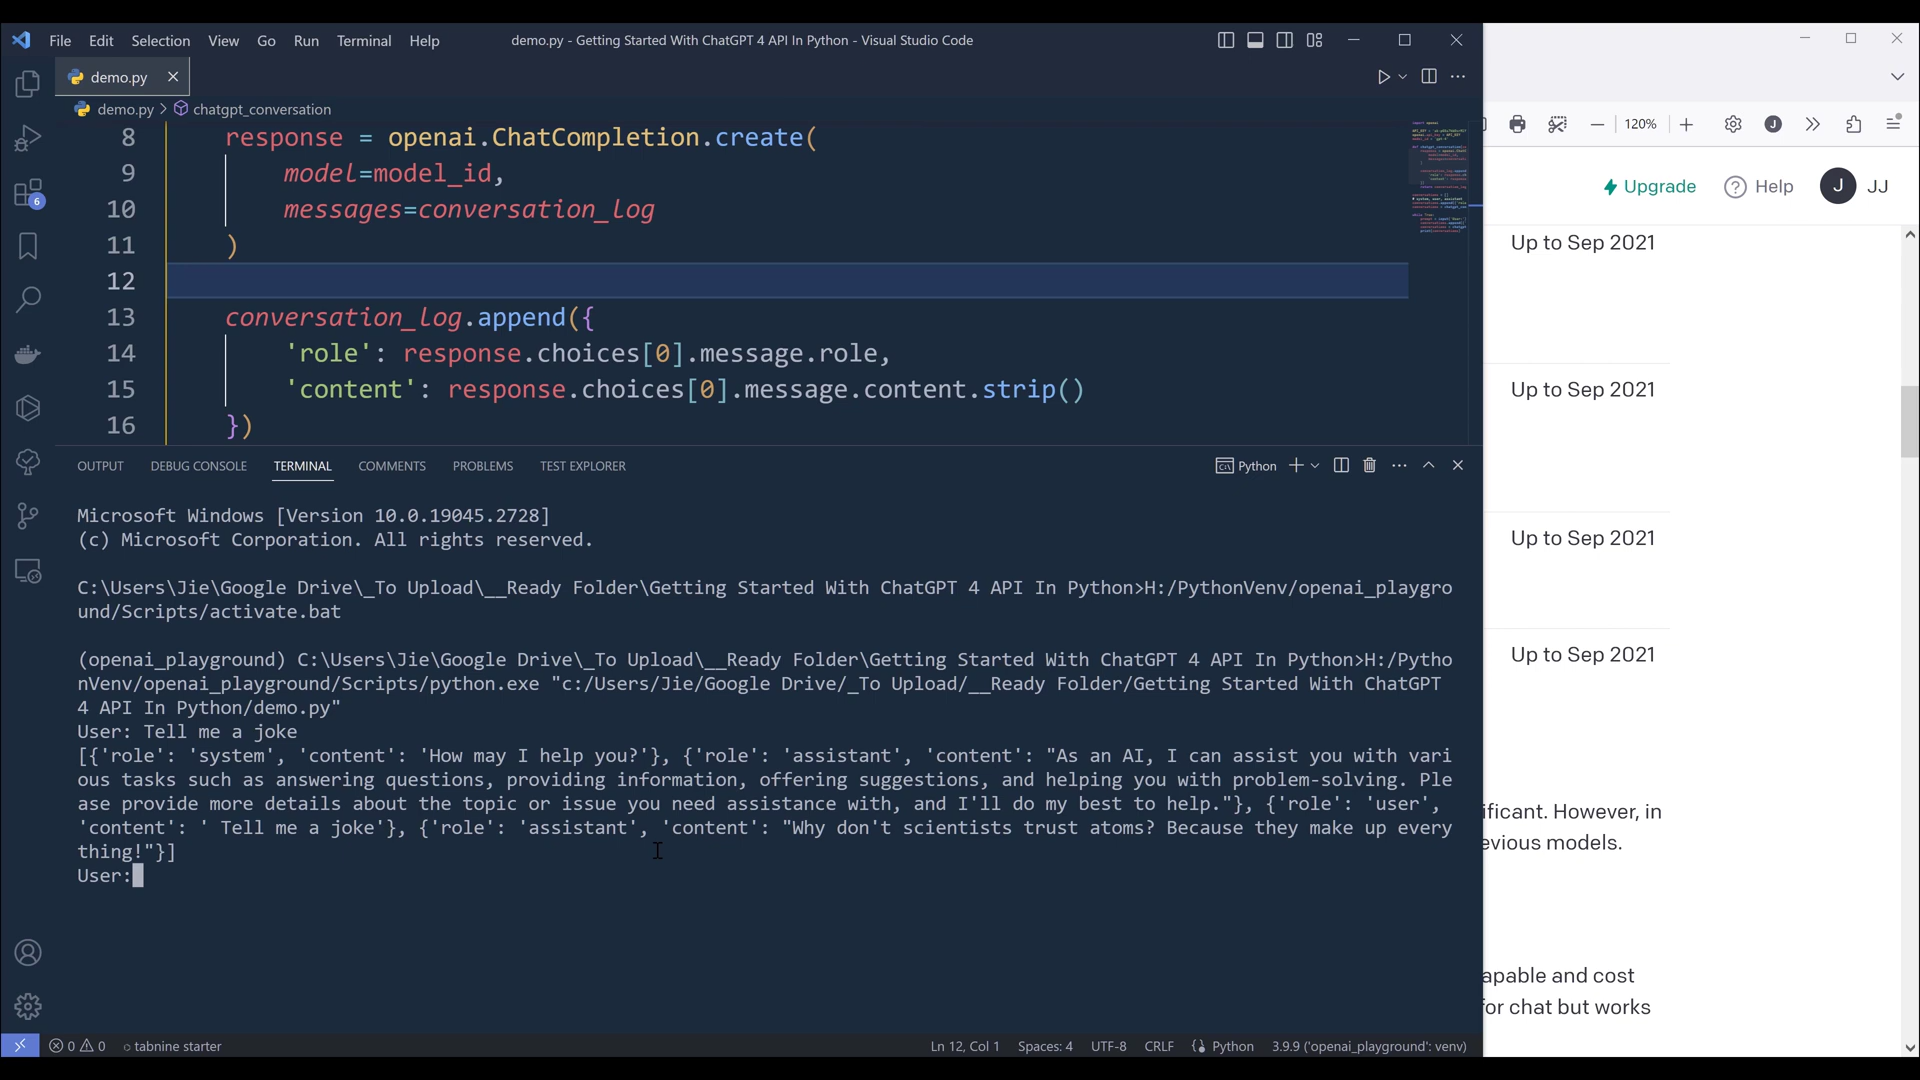 File Edit Selection View Go Run Terminal Help demo.py - Getting Started With ChatGPT 4 API In Python - Visual Studio Code
demo.py
demo.py > chatgpt_conversation
8 response = openai.ChatCompletion.create(
9 model=model_id,
10 messages=conversation_log
11 )
12
13 conversation_log.append({
14 'role': response.choices[0].message.role,
15 'content': response.choices[0].message.content.strip()
16 })
6
OUTPUT DEBUG CONSOLE TERMINAL COMMENTS PROBLEMS TEST EXPLORER Python
Microsoft Windows [Version 10.0.19045.2728]
(c) Microsoft Corporation. All rights reserved.
C:\Users\Jie\Google Drive\_To Upload\__Ready Folder\Getting Started With ChatGPT 4 API In Python>H:/PythonVenv/openai_playgro
und/Scripts/activate.bat
(openai_playground) C:\Users\Jie\Google Drive\_To Upload\__Ready Folder\Getting Started With ChatGPT 4 API In Python>H:/Pytho
nVenv/openai_playground/Scripts/python.exe "c:/Users/Jie/Google Drive/_To Upload/__Ready Folder/Getting Started With ChatGPT
4 API In Python/demo.py"
User: Tell me a joke
[{'role': 'system', 'content': 'How may I help you?'}, {'role': 'assistant', 'content': "As an AI, I can assist you with vari
ous tasks such as answering questions, providing information, offering suggestions, and helping you with problem-solving. Ple
ase provide more details about the topic or issue you need assistance with, and I'll do my best to help."}, {'role': 'user',
'content': ' Tell me a joke'}, {'role': 'assistant', 'content': "Why don't scientists trust atoms? Because they make up every
thing!"}]
User:
0 0 tabnine starter Ln 12, Col 1 Spaces: 4 UTF-8 CRLF Python 3.9.9 ('openai_playground': venv)
120% J
Upgrade Help J JJ
Up to Sep 2021
Up to Sep 2021
Up to Sep 2021
Up to Sep 2021
ificant. However, in
evious models.
apable and cost
for chat but works